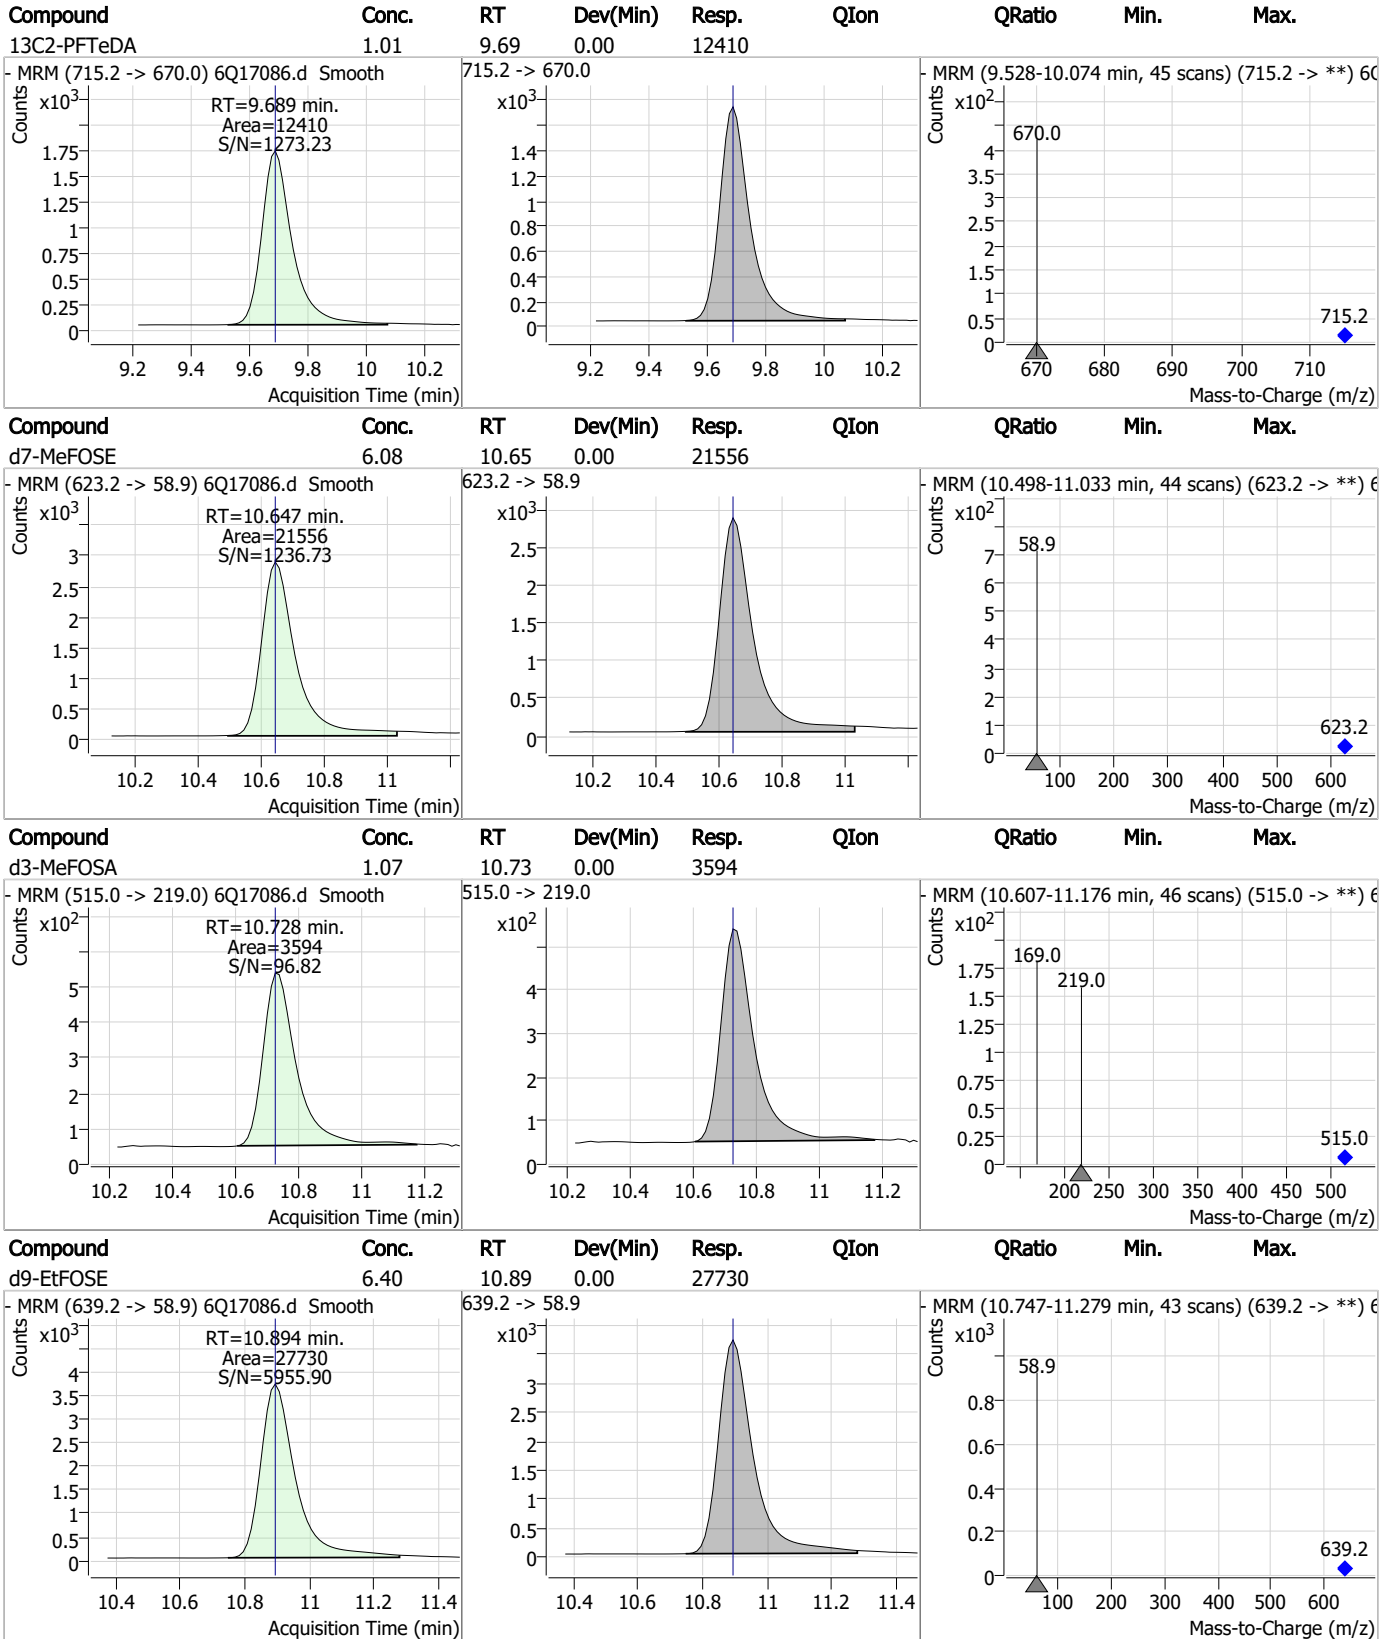 Compound Conc. RT Dev(Min) Resp. QIon QRatio Min. Max.
13C2-PFTeDA 1.01 9.69 0.00 12410
- MRM (715.2 -> 670.0) 6Q17086.d Smooth
Counts
x10³
RT=9.689 min.
Area=12410
S/N=1273.23
1.75
1.5
1.25
1
0.75
0.5
0.25
0
9.2 9.4 9.6 9.8 10 10.2
Acquisition Time (min)
715.2 -> 670.0
x10³
1.4
1.2
1
0.8
0.6
0.4
0.2
0
9.2 9.4 9.6 9.8 10 10.2
- MRM (9.528-10.074 min, 45 scans) (715.2 -> **) 6Q
Counts
x10²
670.0
4
3.5
3
2.5
2
1.5
1
0.5
0
715.2
670 680 690 700 710
Mass-to-Charge (m/z)
Compound Conc. RT Dev(Min) Resp. QIon QRatio Min. Max.
d7-MeFOSE 6.08 10.65 0.00 21556
- MRM (623.2 -> 58.9) 6Q17086.d Smooth
Counts
x10³
RT=10.647 min.
Area=21556
S/N=1236.73
3
2.5
2
1.5
1
0.5
0
10.2 10.4 10.6 10.8 11
Acquisition Time (min)
623.2 -> 58.9
x10³
2.5
2
1.5
1
0.5
0
10.2 10.4 10.6 10.8 11
- MRM (10.498-11.033 min, 44 scans) (623.2 -> **) 6
Counts
x10²
58.9
7
6
5
4
3
2
1
0
623.2
100 200 300 400 500 600
Mass-to-Charge (m/z)
Compound Conc. RT Dev(Min) Resp. QIon QRatio Min. Max.
d3-MeFOSA 1.07 10.73 0.00 3594
- MRM (515.0 -> 219.0) 6Q17086.d Smooth
Counts
x10²
RT=10.728 min.
Area=3594
S/N=96.82
5
4
3
2
1
0
10.2 10.4 10.6 10.8 11 11.2
Acquisition Time (min)
515.0 -> 219.0
x10²
4
3
2
1
0
10.2 10.4 10.6 10.8 11 11.2
- MRM (10.607-11.176 min, 46 scans) (515.0 -> **) 6
Counts
x10²
169.0
219.0
1.75
1.5
1.25
1
0.75
0.5
0.25
0
515.0
200 250 300 350 400 450 500
Mass-to-Charge (m/z)
Compound Conc. RT Dev(Min) Resp. QIon QRatio Min. Max.
d9-EtFOSE 6.40 10.89 0.00 27730
- MRM (639.2 -> 58.9) 6Q17086.d Smooth
Counts
x10³
RT=10.894 min.
Area=27730
S/N=5955.90
4
3.5
3
2.5
2
1.5
1
0.5
0
10.4 10.6 10.8 11 11.2 11.4
Acquisition Time (min)
639.2 -> 58.9
x10³
3
2.5
2
1.5
1
0.5
0
10.4 10.6 10.8 11 11.2 11.4
- MRM (10.747-11.279 min, 43 scans) (639.2 -> **) 6
Counts
x10³
58.9
0.8
0.6
0.4
0.2
0
639.2
100 200 300 400 500 600
Mass-to-Charge (m/z)